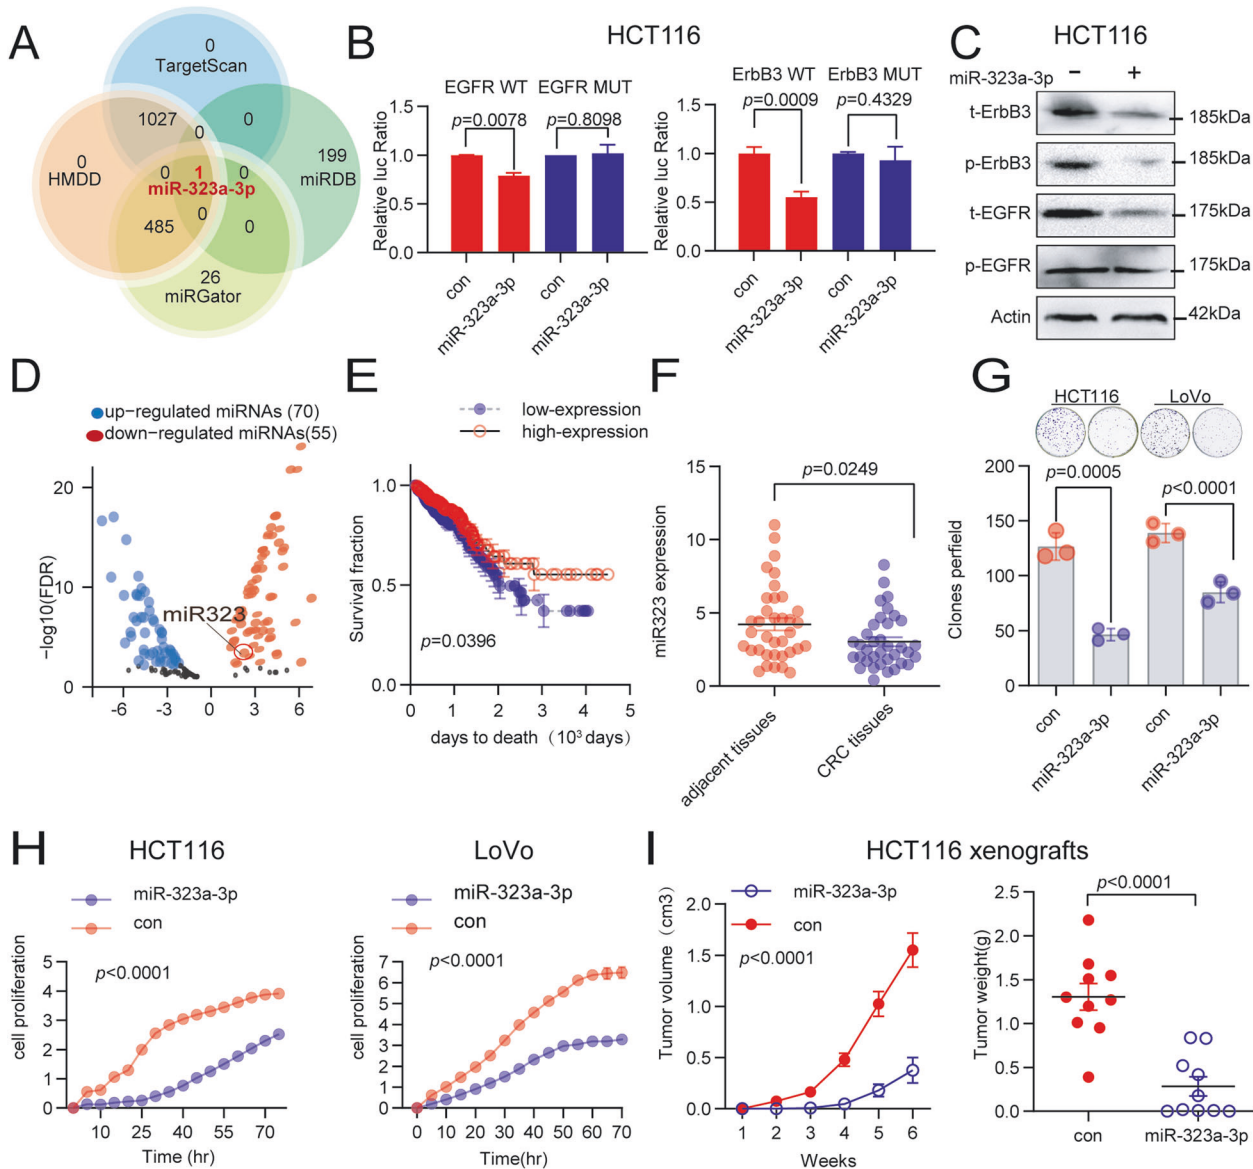 A
0
TargetScan
1027
0
0
0
HMDD
199
miRDB
0
1
0
miR-323a-3p
0
485
0
26
miRGator
B
HCT116
EGFR WT
EGFR MUT
p=0.0078
p=0.8098
Relative luc Ratio
1.5
1.0
0.5
0.0
con
miR-323a-3p
con
miR-323a-3p
ErbB3 WT
ErbB3 MUT
p=0.0009
p=0.4329
Relative luc Ratio
1.5
1.0
0.5
0.0
con
miR-323a-3p
con
miR-323a-3p
C
HCT116
miR-323a-3p − +
t-ErbB3
185kDa
p-ErbB3
185kDa
t-EGFR
175kDa
p-EGFR
175kDa
Actin
42kDa
D
up−regulated miRNAs (70)
down−regulated miRNAs(55)
−log10(FDR)
20
10
0
miR323
-6 -3 0 3 6
E
low-expression
high-expression
Survival fraction
1.0
0.5
0.0
p=0.0396
0 1 2 3 4 5
days to death（10³ days)
F
miR323 expression
15
10
5
0
p=0.0249
adjacent tissues
CRC tissues
G
HCT116
LoVo
Clones perfield
200
150
100
50
0
p=0.0005
p<0.0001
con
miR-323a-3p
con
miR-323a-3p
H
HCT116
miR-323a-3p
con
cell proliferation
5
4
3
2
1
0
p<0.0001
10 25 40 55 70
Time (hr)
LoVo
miR-323a-3p
con
cell proliferation
7
6
5
4
3
2
1
0
p<0.0001
0 10 20 30 40 50 60 70
Time(hr)
I
HCT116 xenografts
miR-323a-3p
con
Tumor volume（cm3)
2.0
1.5
1.0
0.5
0.0
p<0.0001
1 2 3 4 5 6
Weeks
Tumor weight(g)
2.5
2.0
1.5
1.0
0.5
0.0
p<0.0001
con
miR-323a-3p